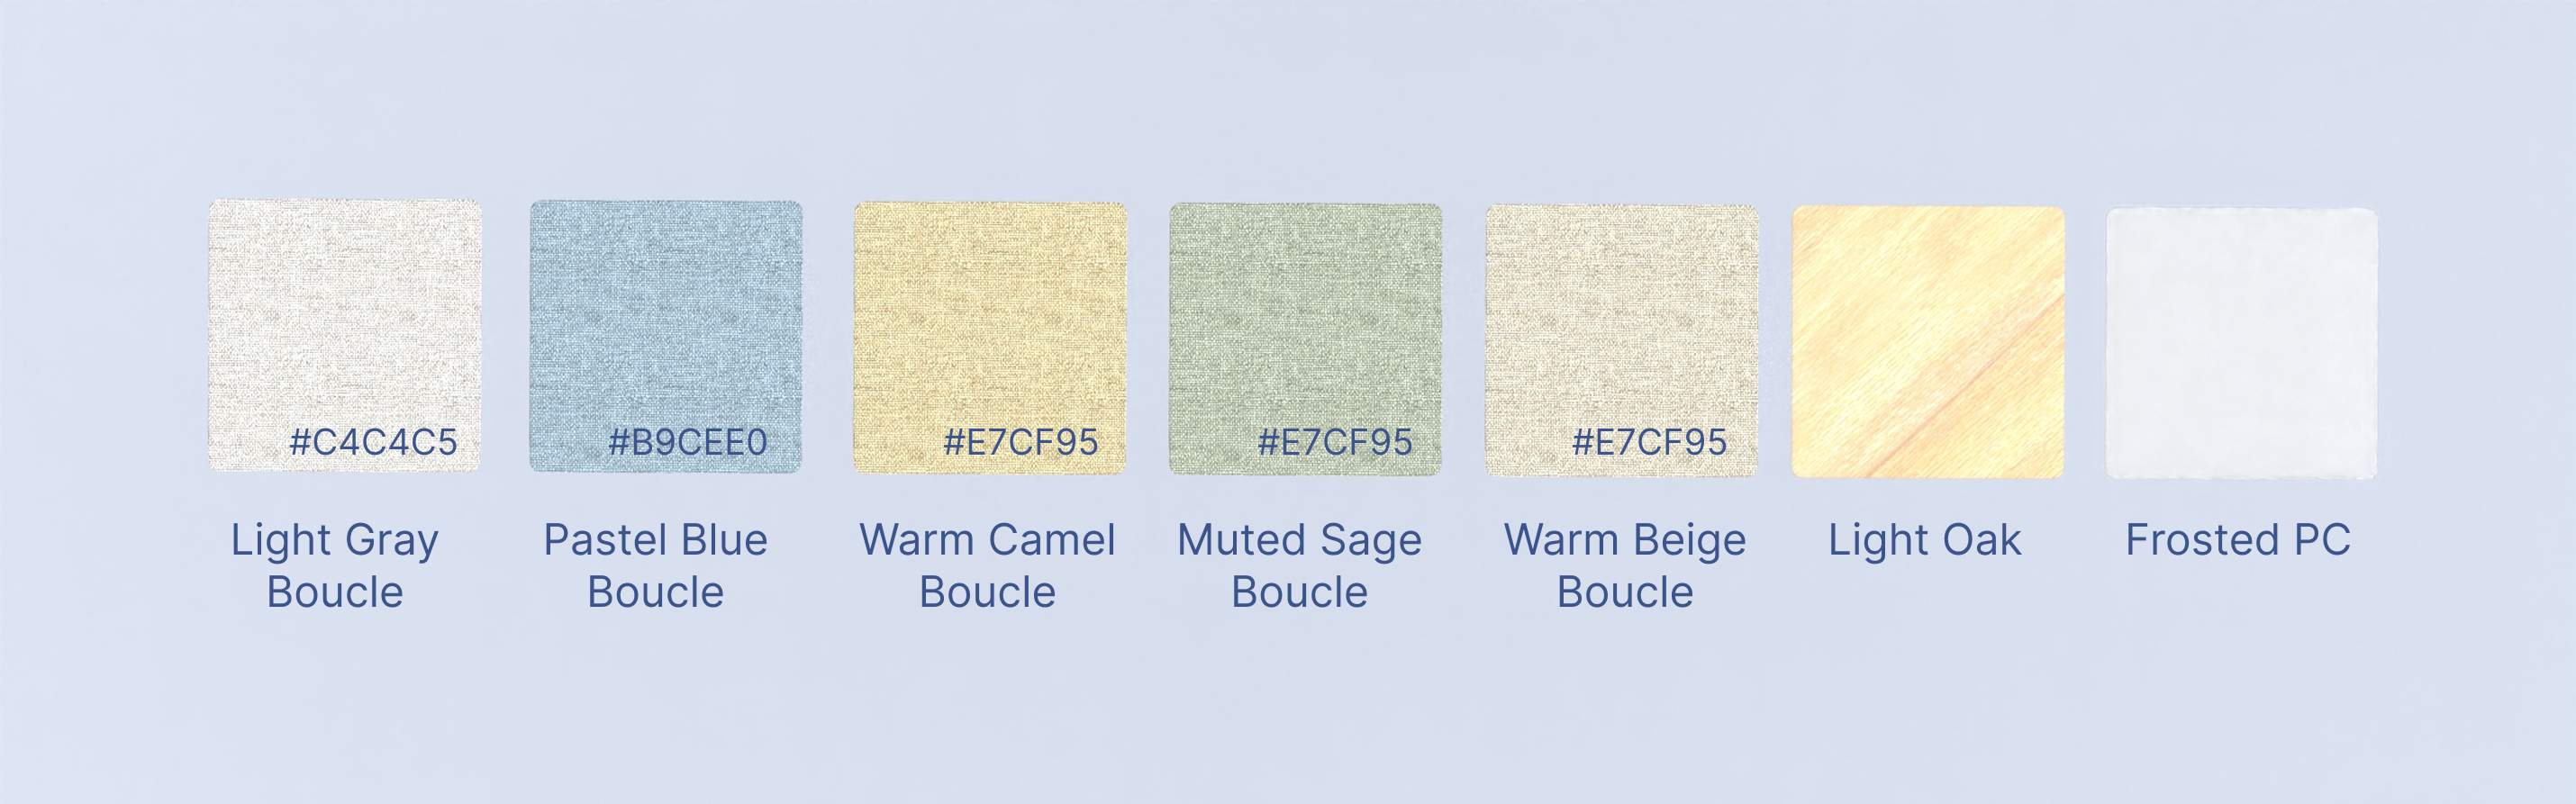 #C4C4C5
#B9CEE0
#E7CF95
#E7CF95
#E7CF95
Light Gray
Boucle
Pastel Blue
Boucle
Warm Camel
Boucle
Muted Sage
Boucle
Warm Beige
Boucle
Light Oak
Frosted PC